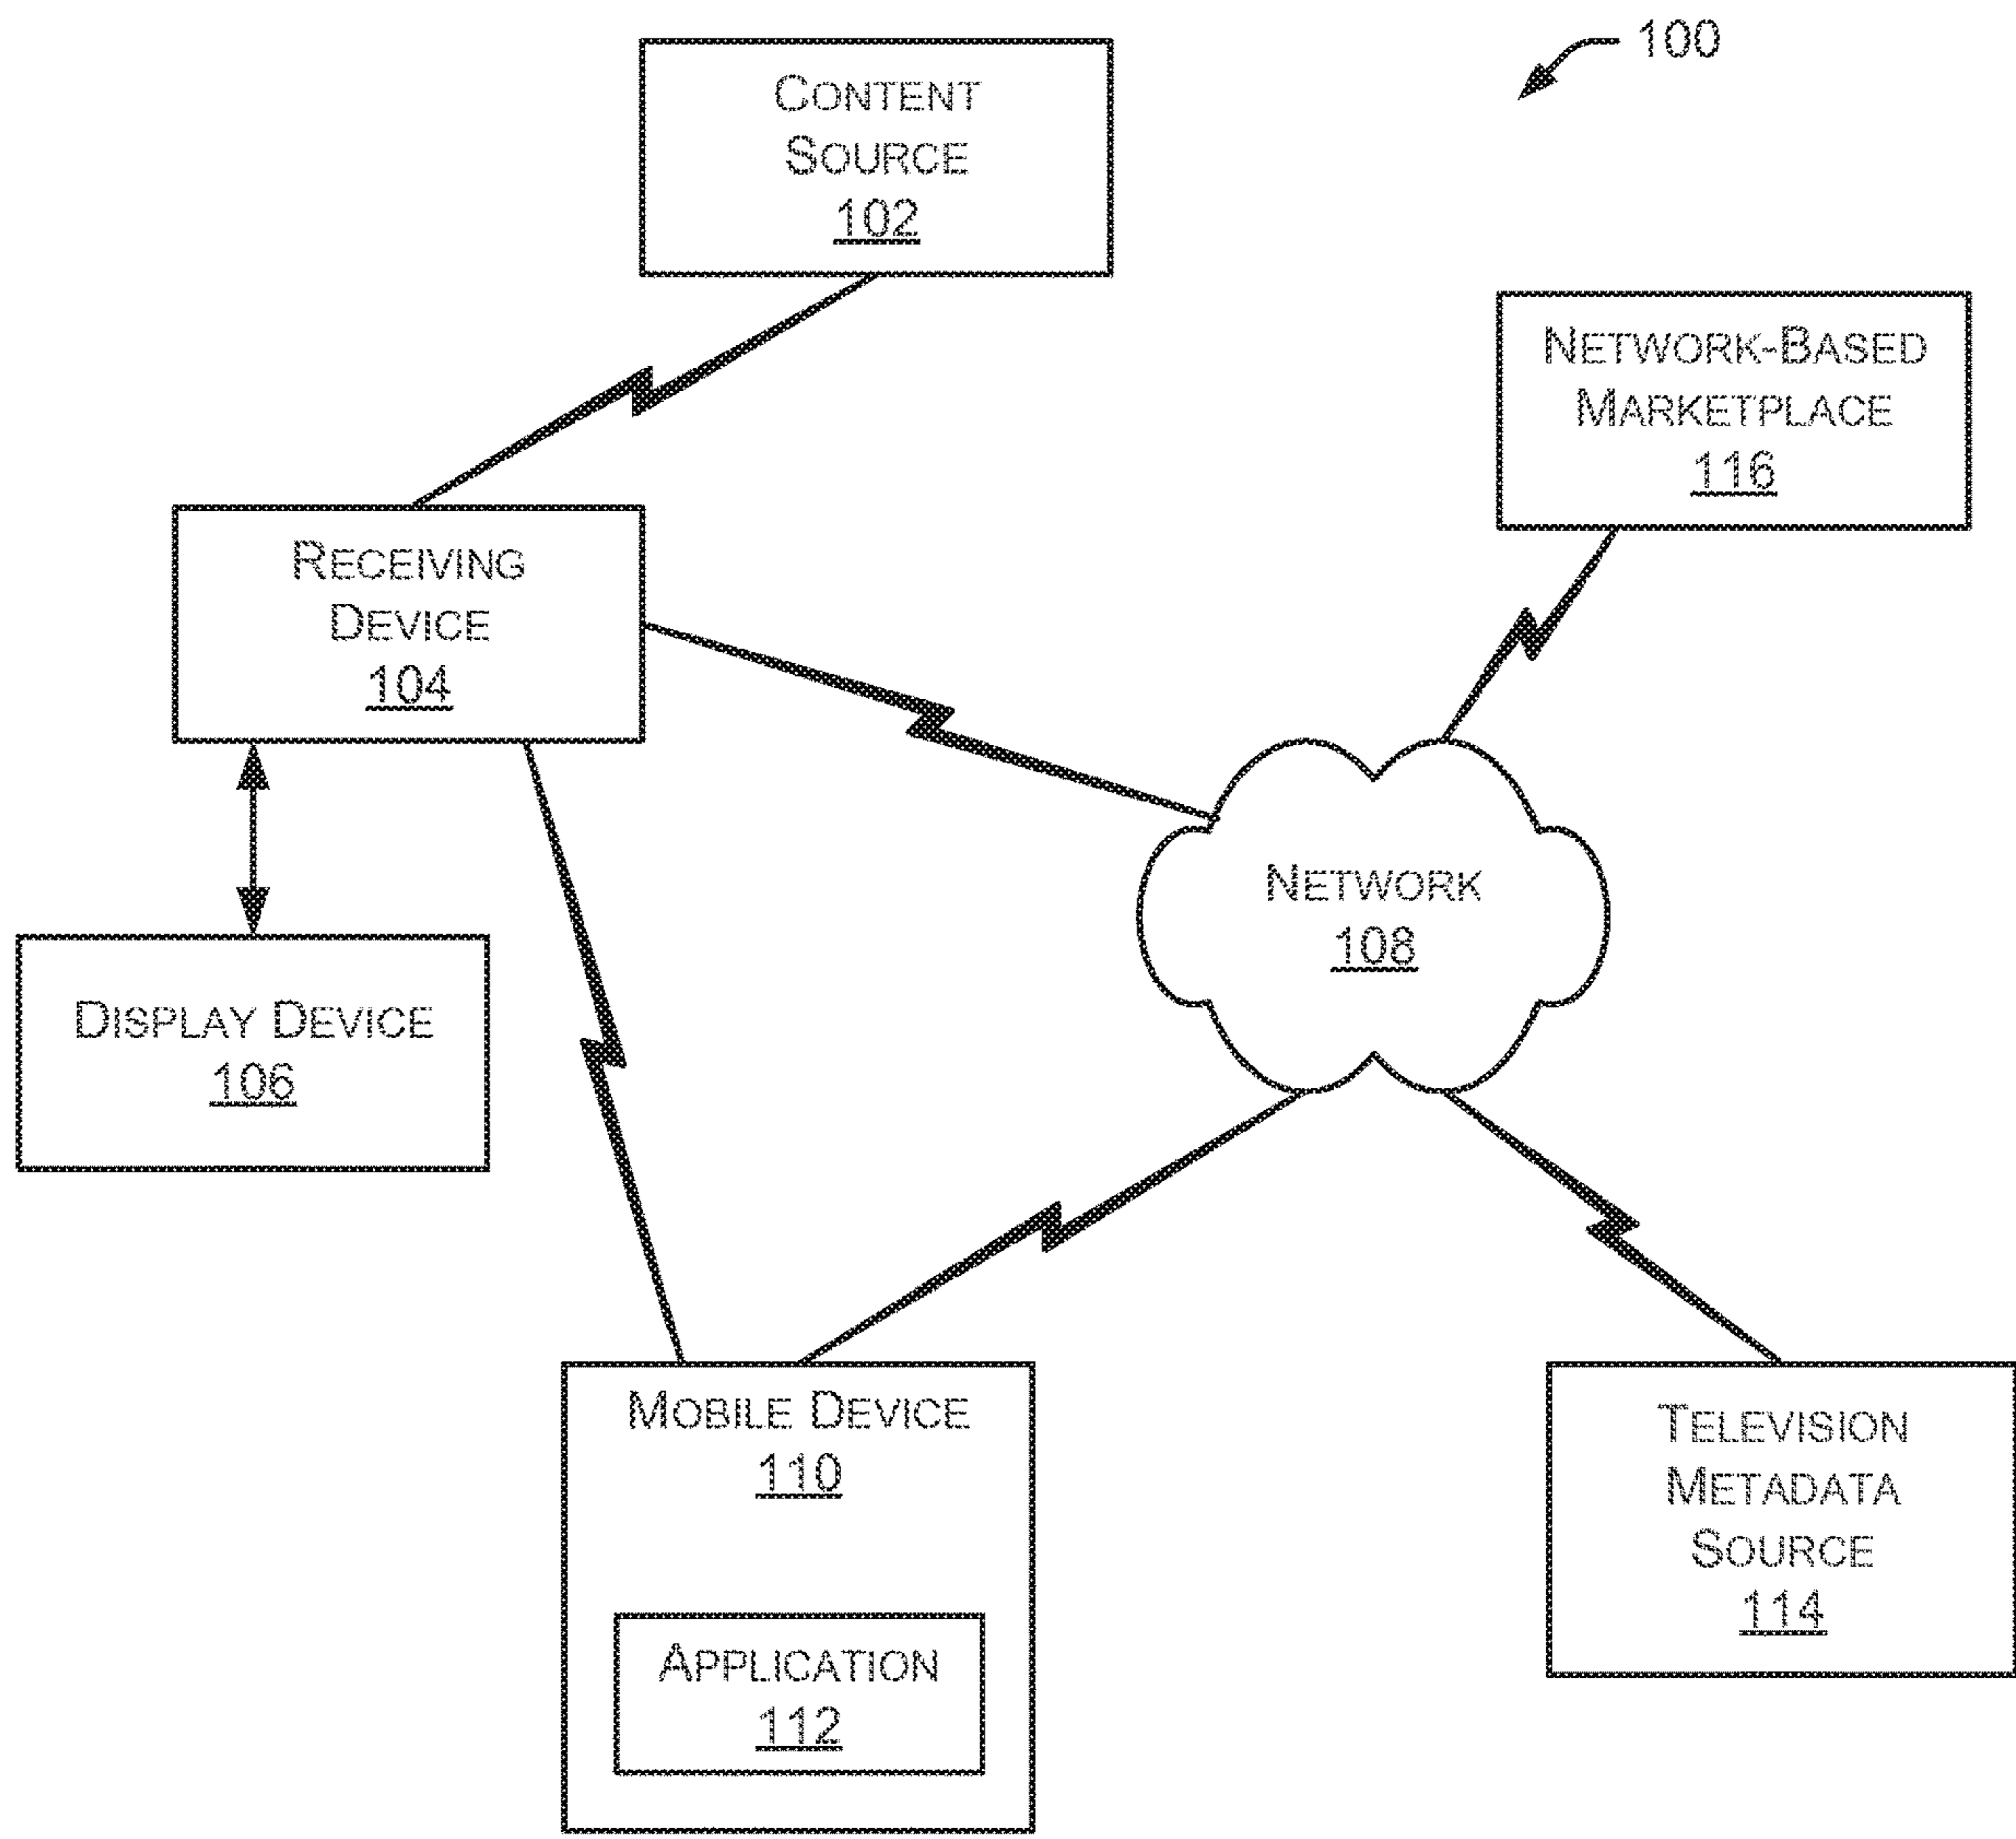 100
CONTENT
SOURCE
102
NETWORK-BASED
MARKETPLACE
116
RECEIVING
DEVICE
104
NETWORK
108
DISPLAY DEVICE
106
MOBILE DEVICE
110
APPLICATION
112
TELEVISION
METADATA
SOURCE
114